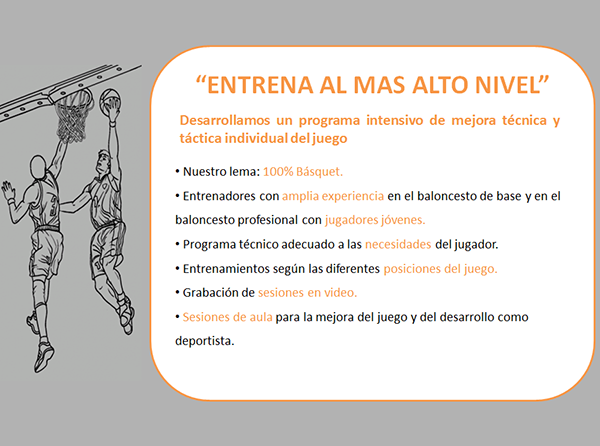 “ENTRENA AL MAS ALTO NIVEL”
Desarrollamos un programa intensivo de mejora técnica y
táctica individual del juego
• Nuestro lema: 100% Básquet.
• Entrenadores con amplia experiencia en el baloncesto de base y en el
baloncesto profesional con jugadores jóvenes.
• Programa técnico adecuado a las necesidades del jugador.
• Entrenamientos según las diferentes posiciones del juego.
• Grabación de sesiones en video.
• Sesiones de aula para la mejora del juego y del desarrollo como
deportista.